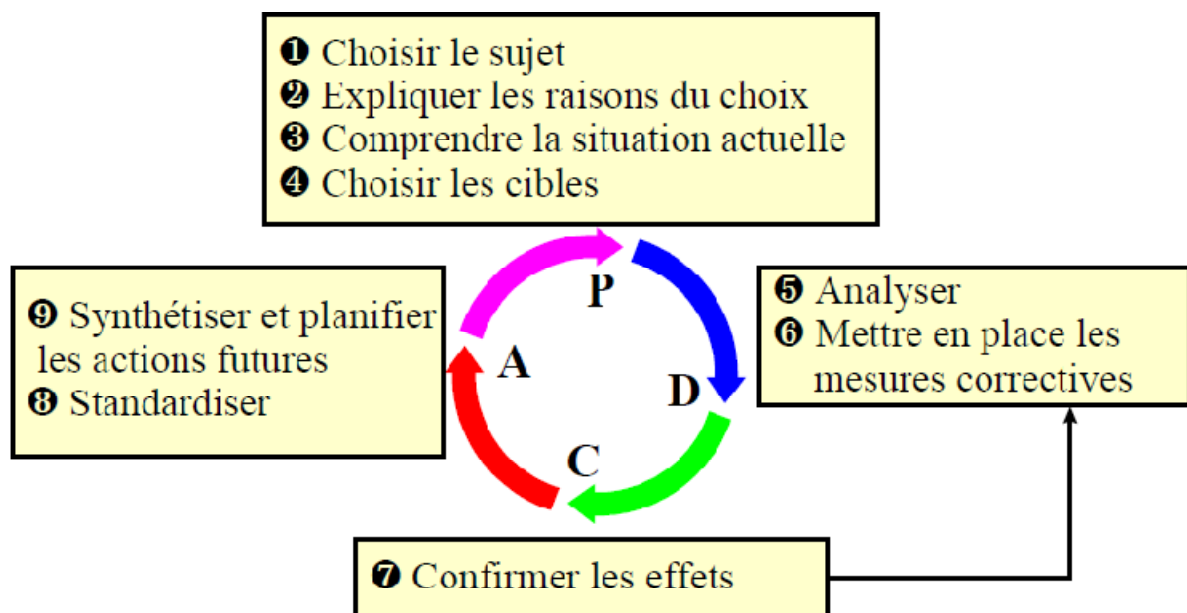 ❶ Choisir le sujet
❷ Expliquer les raisons du choix
❸ Comprendre la situation actuelle
❹ Choisir les cibles
P
❺ Analyser
❻ Mettre en place les
mesures correctives
D
C
❼ Confirmer les effets
A
❾ Synthétiser et planifier
les actions futures
❽ Standardiser